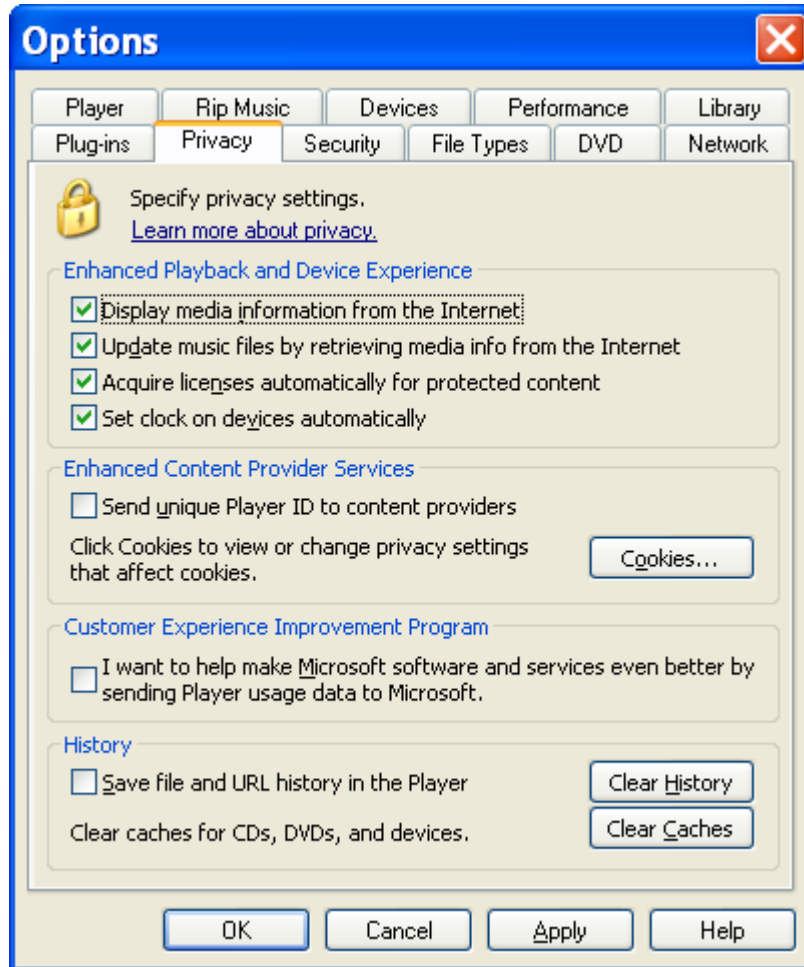 Options
Player Rip Music Devices Performance Library
Plug-ins Privacy Security File Types DVD Network
Specify privacy settings.
Learn more about privacy.
Enhanced Playback and Device Experience
Display media information from the Internet
Update music files by retrieving media info from the Internet
Acquire licenses automatically for protected content
Set clock on devices automatically
Enhanced Content Provider Services
Send unique Player ID to content providers
Click Cookies to view or change privacy settings
that affect cookies.
Cookies...
Customer Experience Improvement Program
I want to help make Microsoft software and services even better by
sending Player usage data to Microsoft.
History
Save file and URL history in the Player
Clear History
Clear caches for CDs, DVDs, and devices.
Clear Caches
OK Cancel Apply Help